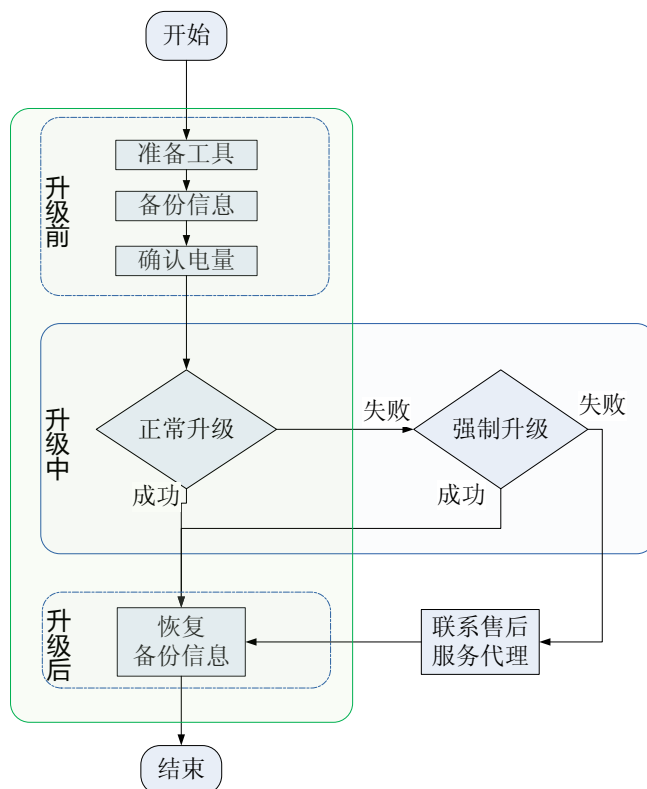 开始
升级前
准备工具
备份信息
确认电量
升级中
正常升级
失败
强制升级
失败
成功
成功
升级后
恢复
备份信息
联系售后
服务代理
结束